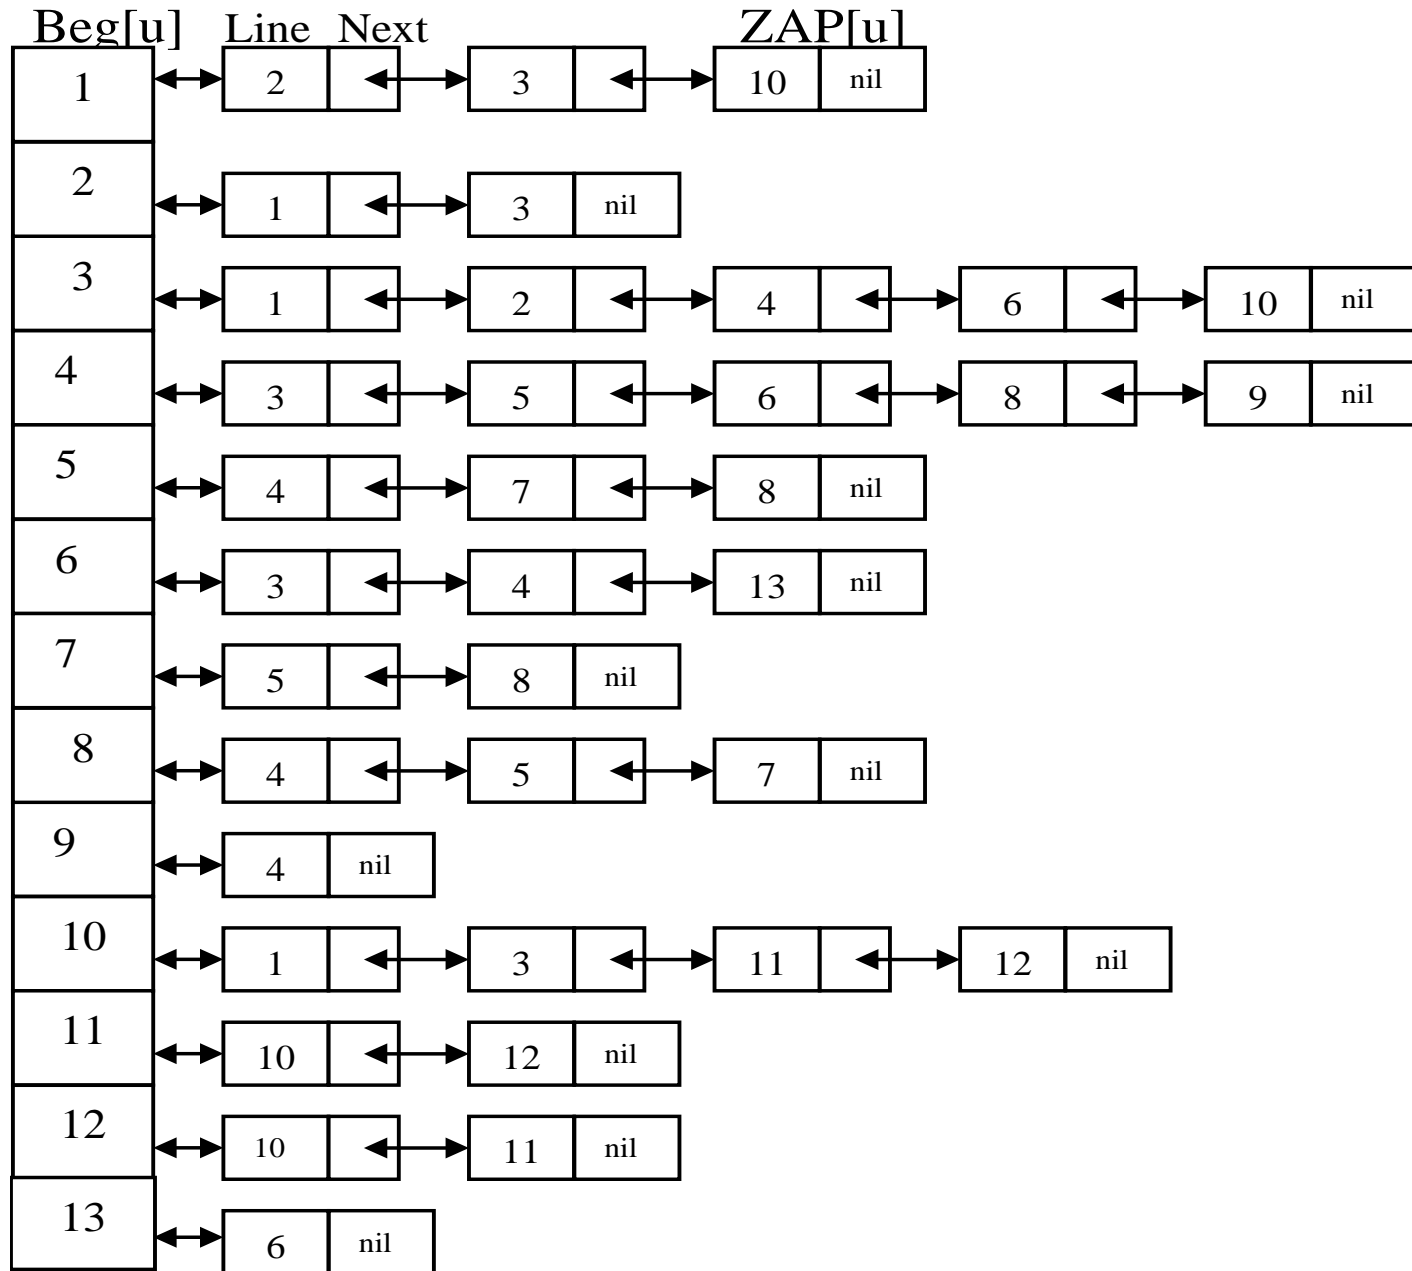 Beg[u] Line Next ZAP[u]
1 2 3 10 nil
2 1 3 nil
3 1 2 4 6 10 nil
4 3 5 6 8 9 nil
5 4 7 8 nil
6 3 4 13 nil
7 5 8 nil
8 4 5 7 nil
9 4 nil
10 1 3 11 12 nil
11 10 12 nil
12 10 11 nil
13 6 nil